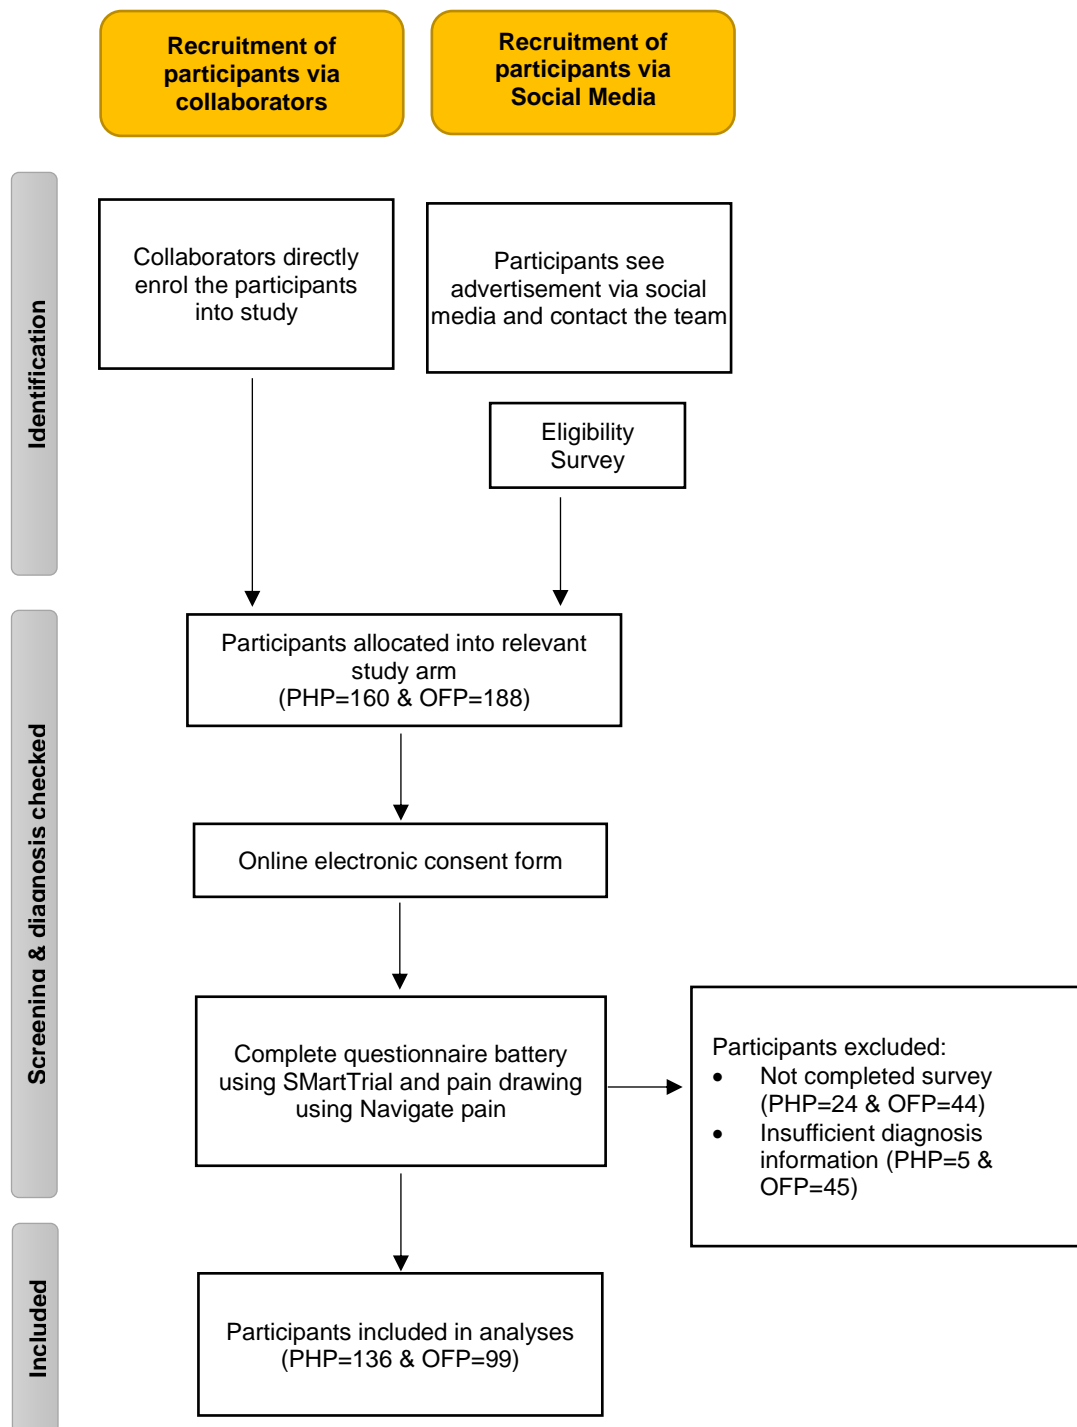 Recruitment of
participants via
collaborators
Recruitment of
participants via
Social Media
Identification
Collaborators directly
enrol the participants
into study
Participants see
advertisement via social
media and contact the team
Eligibility
Survey
Screening & diagnosis checked
Participants allocated into relevant
study arm
(PHP=160 & OFP=188)
Online electronic consent form
Complete questionnaire battery
using SMartTrial and pain drawing
using Navigate pain
Participants excluded:
• Not completed survey
(PHP=24 & OFP=44)
• Insufficient diagnosis
information (PHP=5 &
OFP=45)
Included
Participants included in analyses
(PHP=136 & OFP=99)